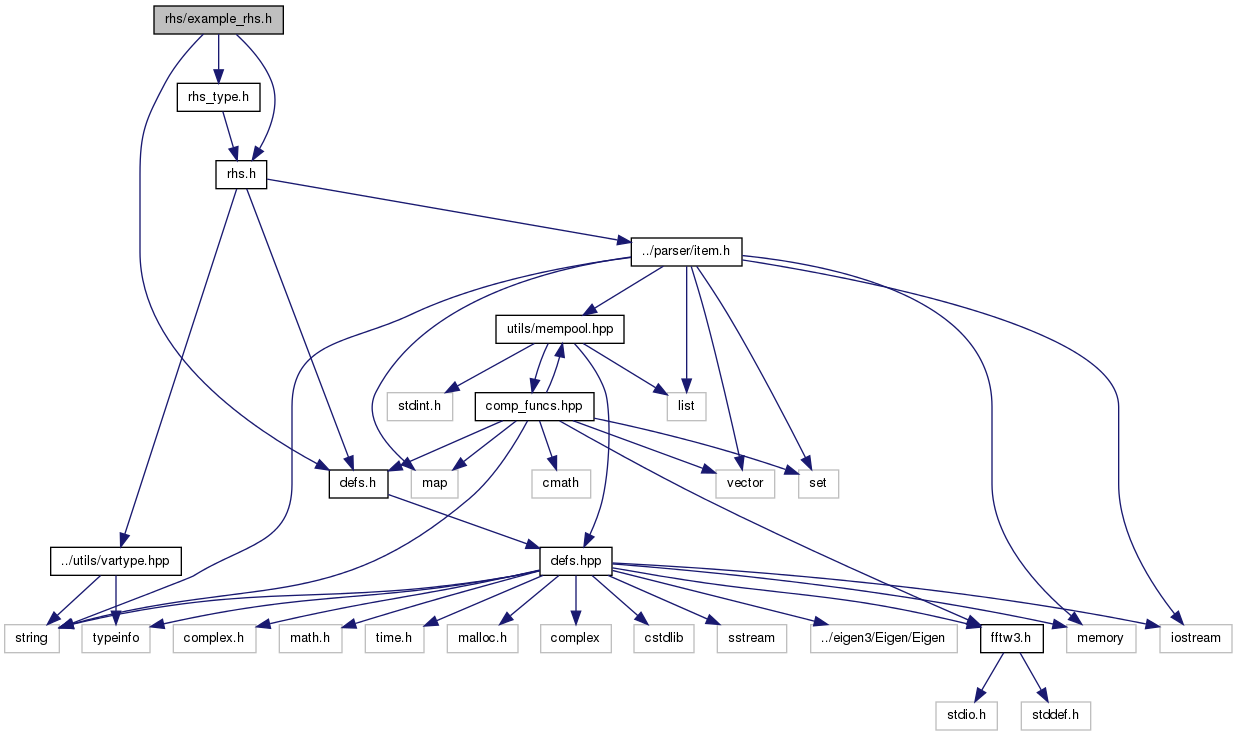 rhs/example_rhs.h
rhs_type.h
rhs.h
../parser/item.h
utils/mempool.hpp
stdint.h
comp_funcs.hpp
list
defs.h
map
cmath
vector
set
../utils/vartype.hpp
defs.hpp
string
typeinfo
complex.h
math.h
time.h
malloc.h
complex
cstdlib
sstream
../eigen3/Eigen/Eigen
fftw3.h
memory
iostream
stdio.h
stddef.h